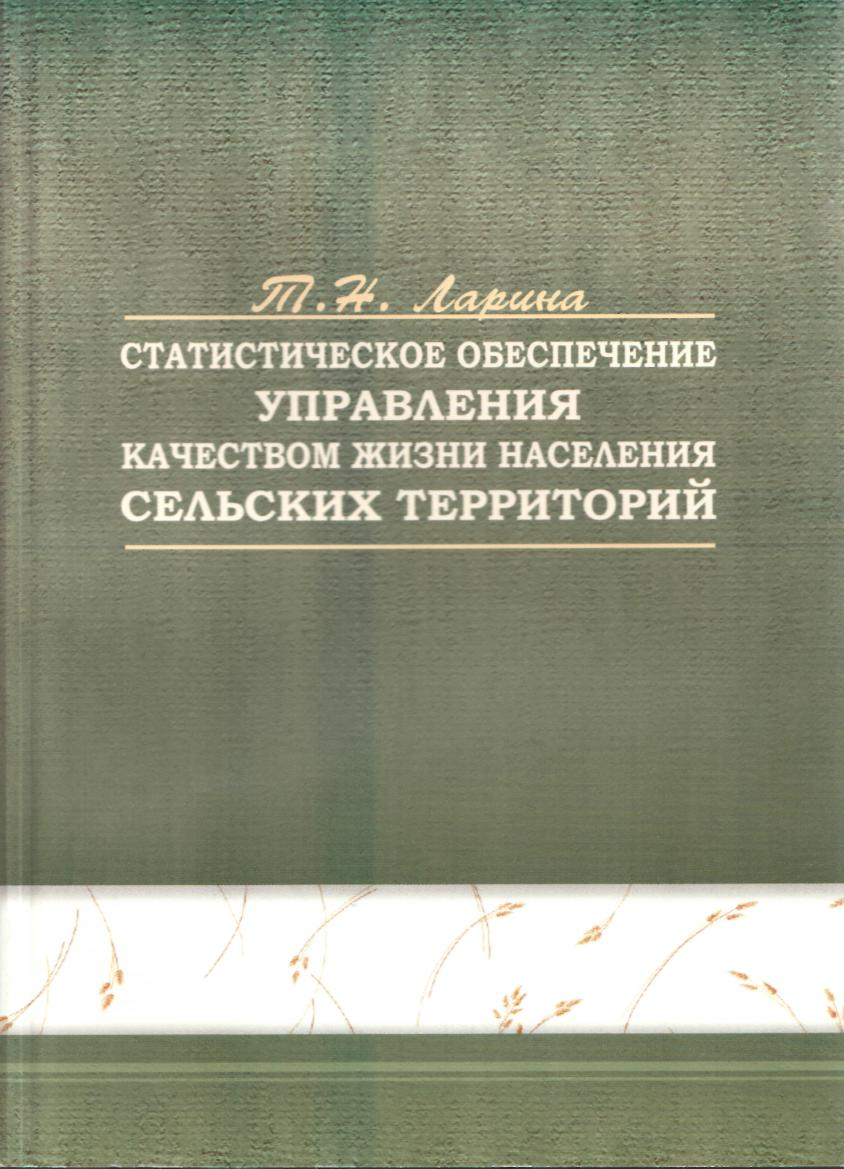 Т.Н. Ларина
СТАТИСТИЧЕСКОЕ ОБЕСПЕЧЕНИЕ
УПРАВЛЕНИЯ
КАЧЕСТВОМ ЖИЗНИ НАСЕЛЕНИЯ
СЕЛЬСКИХ ТЕРРИТОРИЙ